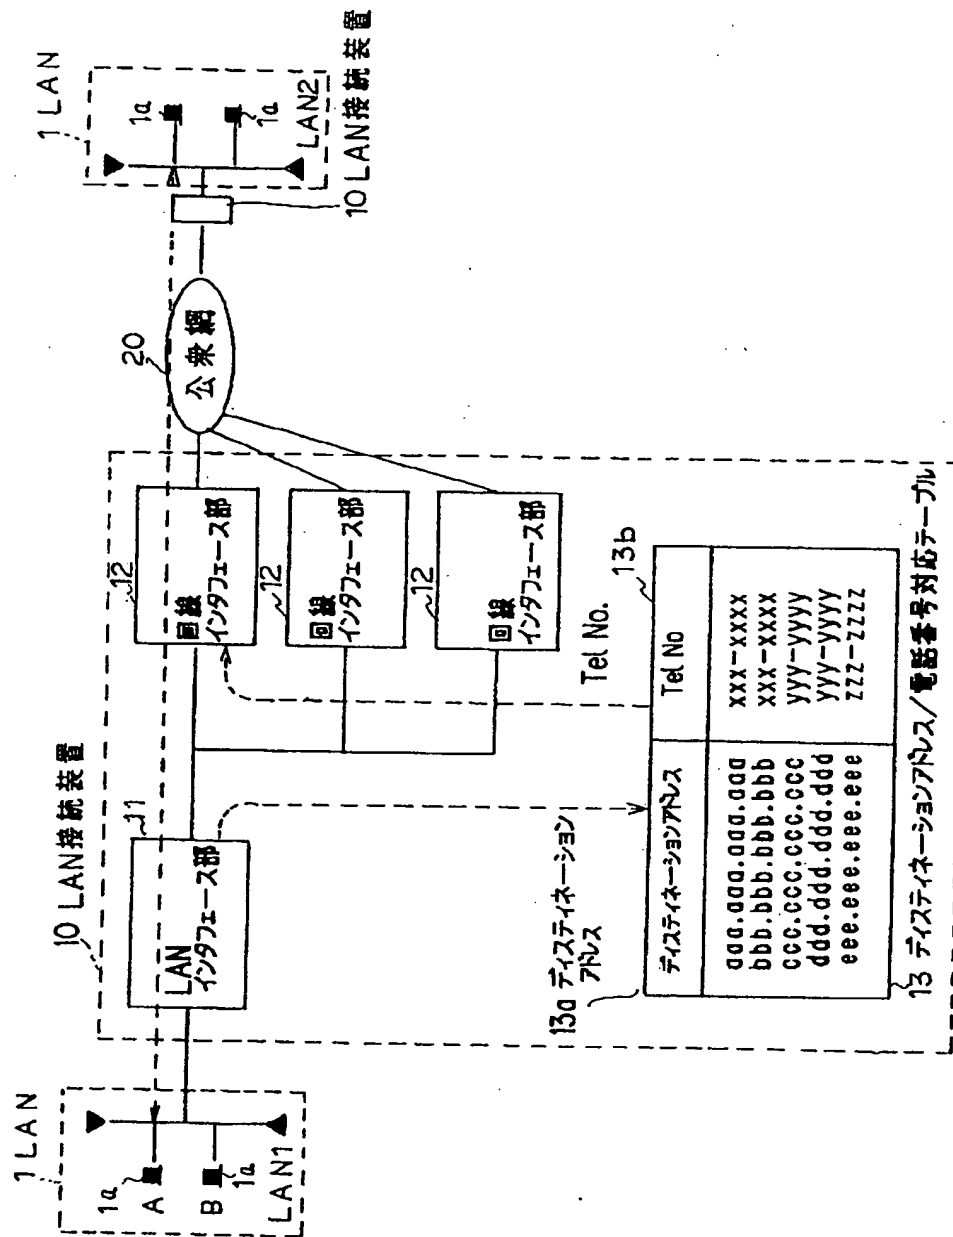 1 LAN
1a
A
B
1a
LAN1
10 LAN接続装置
11
LAN
インタフェース部
12
回線
インタフェース部
12
回線
インタフェース部
12
回線
インタフェース部
20
公衆網
1 LAN
1a
1a
LAN2
10 LAN接続装置
Tel No.
13a ディスティネーション
アドレス
13b
ディスティネーションアドレス Tel No
aaa.aaa.aaa.aaa xxx-xxxx
bbb.bbb.bbb.bbb xxx-xxxx
ccc.ccc.ccc.ccc yyy-yyyy
ddd.ddd.ddd.ddd yyy-yyyy
eee.eee.eee.eee zzz-zzzz
13 ディスティネーションアドレス/電話番号対応テーブル